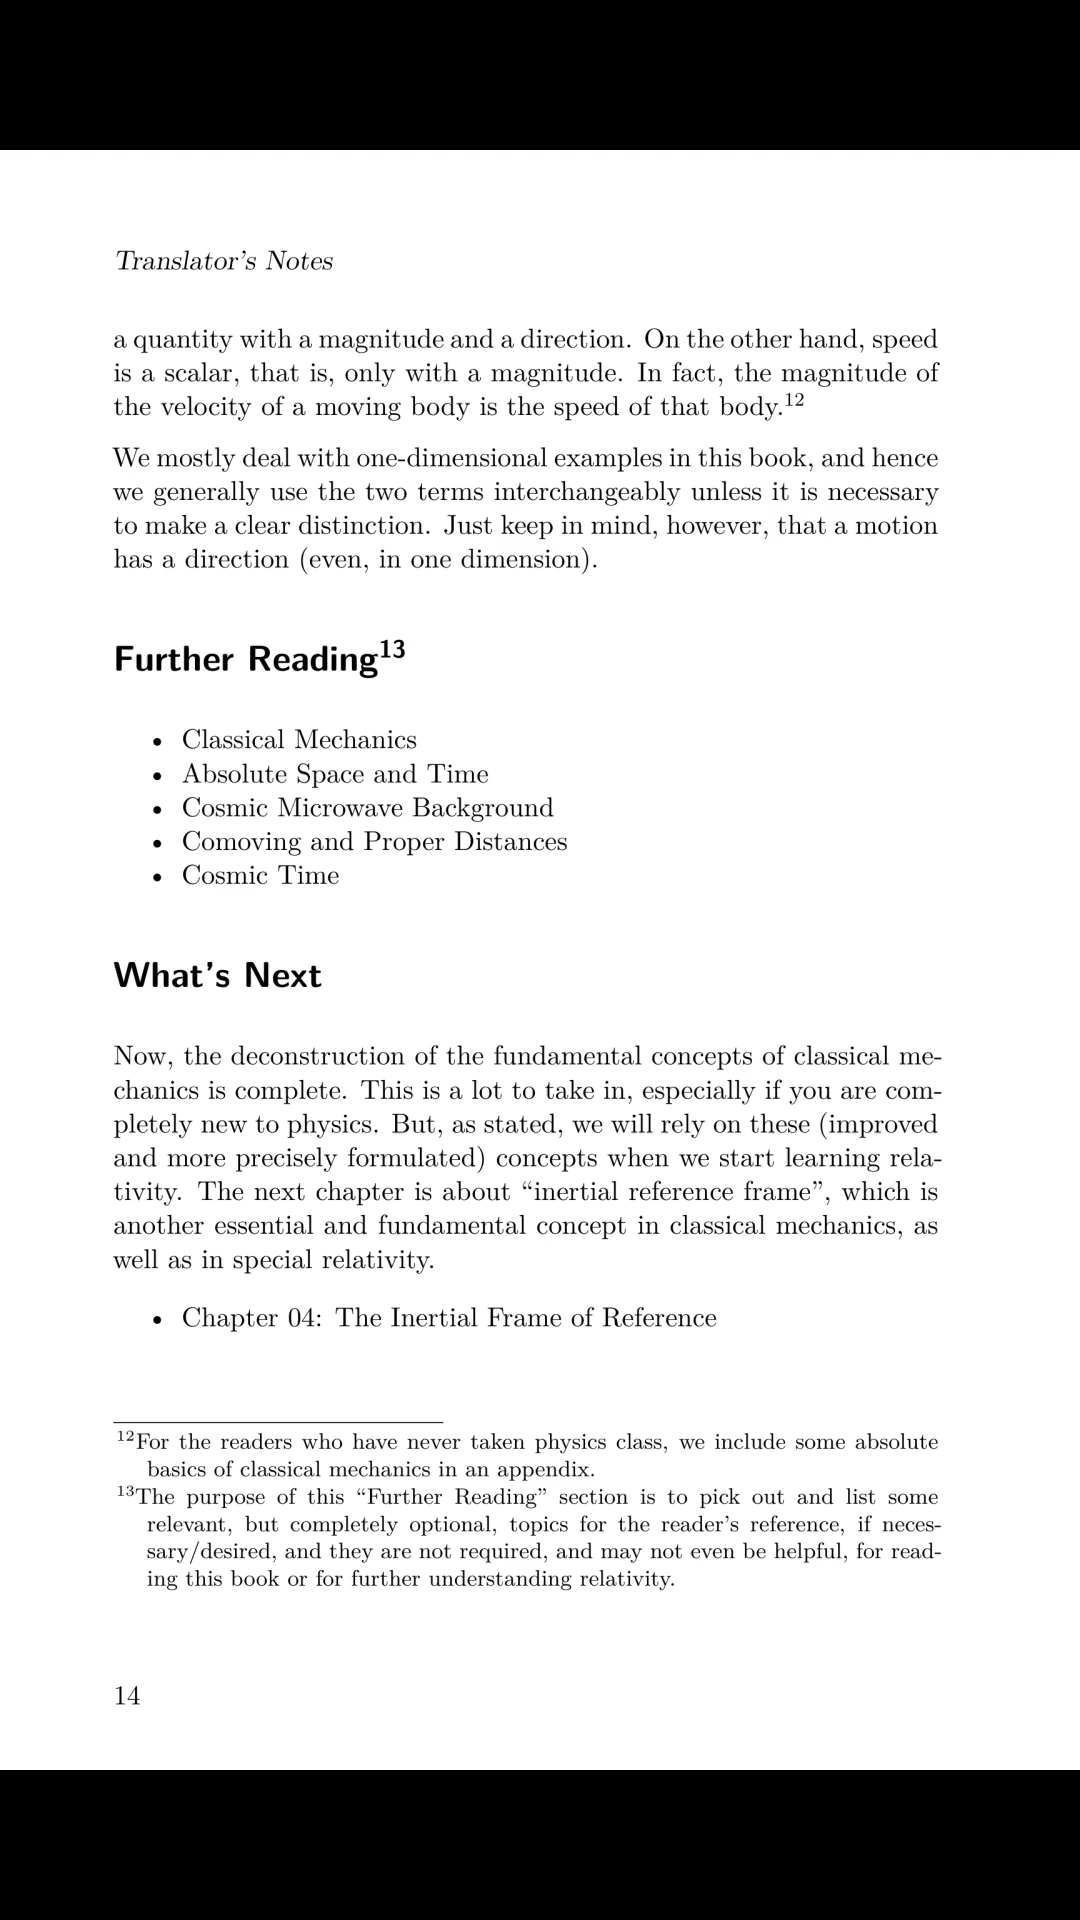 Translator's Notes
a quantity with a magnitude and a direction. On the other hand, speed
is a scalar, that is, only with a magnitude. In fact, the magnitude of
the velocity of a moving body is the speed of that body.12
We mostly deal with one-dimensional examples in this book, and hence
we generally use the two terms interchangeably unless it is necessary
to make a clear distinction. Just keep in mind, however, that a motion
has a direction (even, in one dimension).
Further Reading13
• Classical Mechanics
• Absolute Space and Time
• Cosmic Microwave Background
• Comoving and Proper Distances
• Cosmic Time
What's Next
Now, the deconstruction of the fundamental concepts of classical me-
chanics is complete. This is a lot to take in, especially if you are com-
pletely new to physics. But, as stated, we will rely on these (improved
and more precisely formulated) concepts when we start learning rela-
tivity. The next chapter is about “inertial reference frame”, which is
another essential and fundamental concept in classical mechanics, as
well as in special relativity.
• Chapter 04: The Inertial Frame of Reference
12For the readers who have never taken physics class, we include some absolute
basics of classical mechanics in an appendix.
13The purpose of this “Further Reading” section is to pick out and list some
relevant, but completely optional, topics for the reader's reference, if neces-
sary/desired, and they are not required, and may not even be helpful, for read-
ing this book or for further understanding relativity.
14